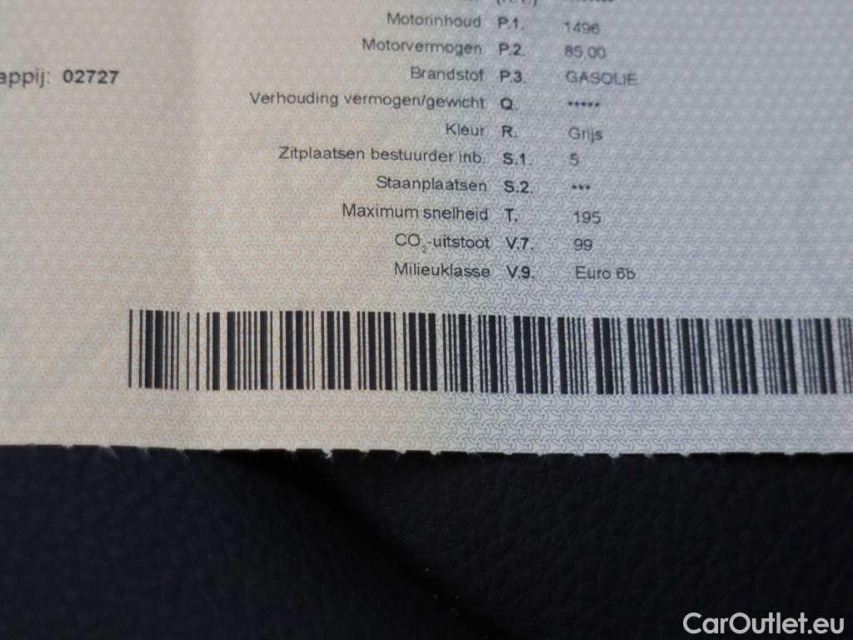 Motorinhoud P.1. 1496
Motorvermogen P.2. 85.00
appij: 02727
Brandstof P.3. GASOLIE
Verhouding vermogen/gewicht Q. *****
Kleur R. Grijs
Zitplaatsen bestuurder inb. S.1. 5
Staanplaatsen S.2. ***
Maximum snelheid T. 195
CO₂-uitstoot V.7. 99
Milieuklasse V.9. Euro 6b
CarOutlet.eu